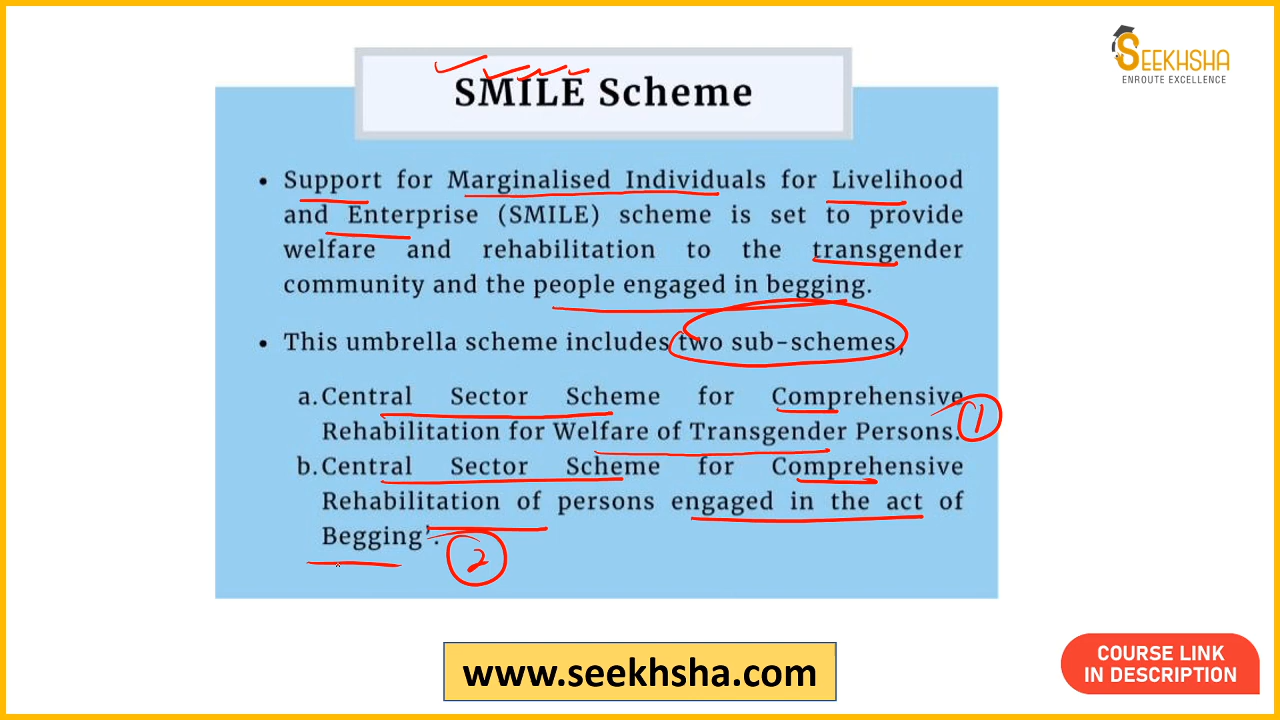 SEEKHSHA
ENROUTE EXCELLENCE
SMILE Scheme
• Support for Marginalised Individuals for Livelihood
and Enterprise (SMILE) scheme is set to provide
welfare and rehabilitation to the transgender
community and the people engaged in begging.
• This umbrella scheme includes two sub-schemes,
a. Central Sector Scheme for Comprehensive
Rehabilitation for Welfare of Transgender Persons.
1
b. Central Sector Scheme for Comprehensive
Rehabilitation of persons engaged in the act of
Begging’.
2
www.seekhsha.com
COURSE LINK
IN DESCRIPTION